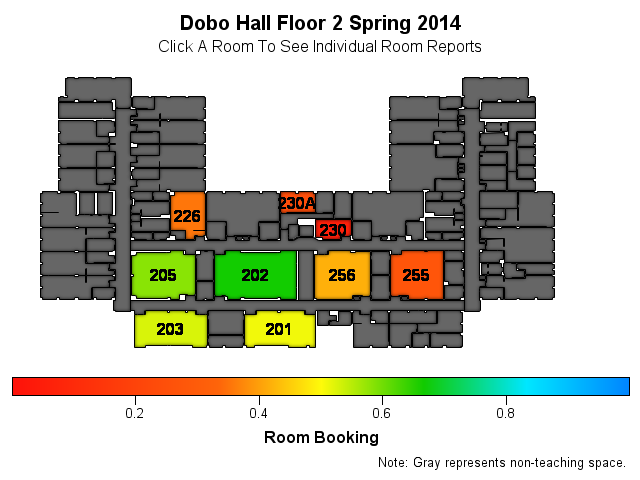 Dobo Hall Floor 2 Spring 2014
Click A Room To See Individual Room Reports
230A
226
230
205
202
256
255
203
201
0.2
0.4
0.6
0.8
Room Booking
Note: Gray represents non-teaching space.